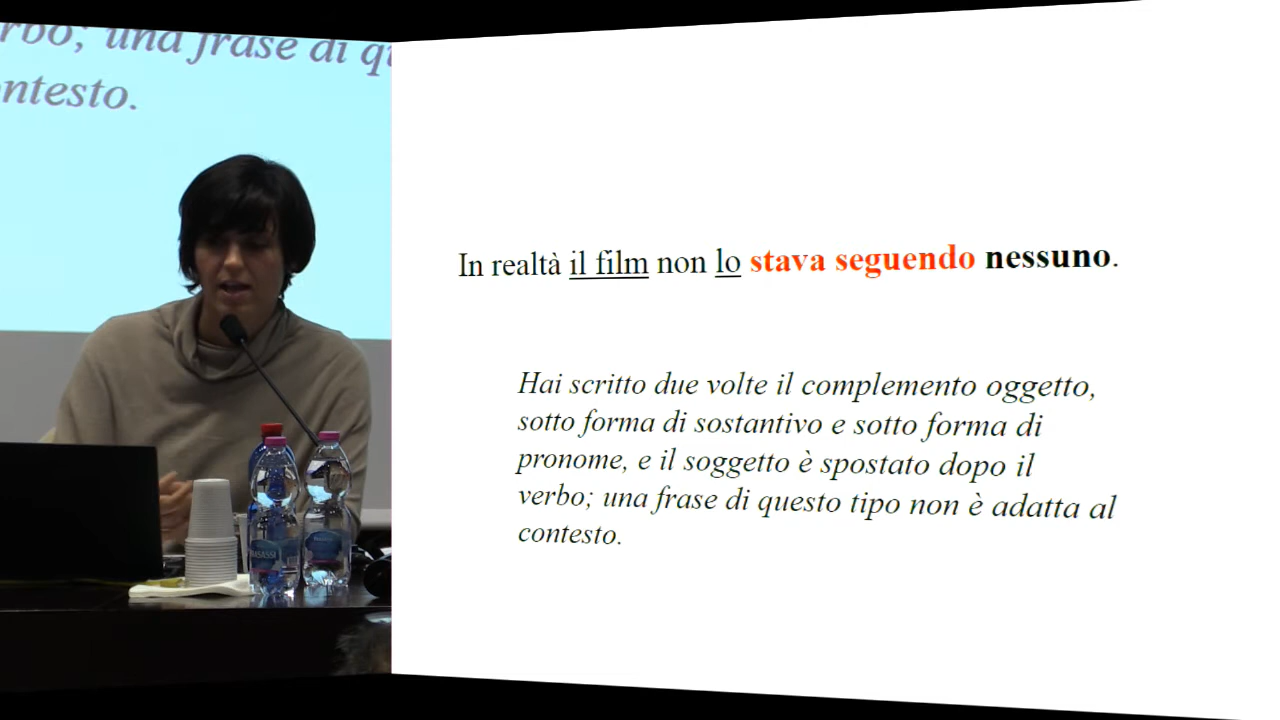 rbo; una frase di qu
ontesto.
In realtà il film non lo stava seguendo nessuno.
Hai scritto due volte il complemento oggetto,
sotto forma di sostantivo e sotto forma di
pronome, e il soggetto è spostato dopo il
verbo; una frase di questo tipo non è adatta al
contesto.